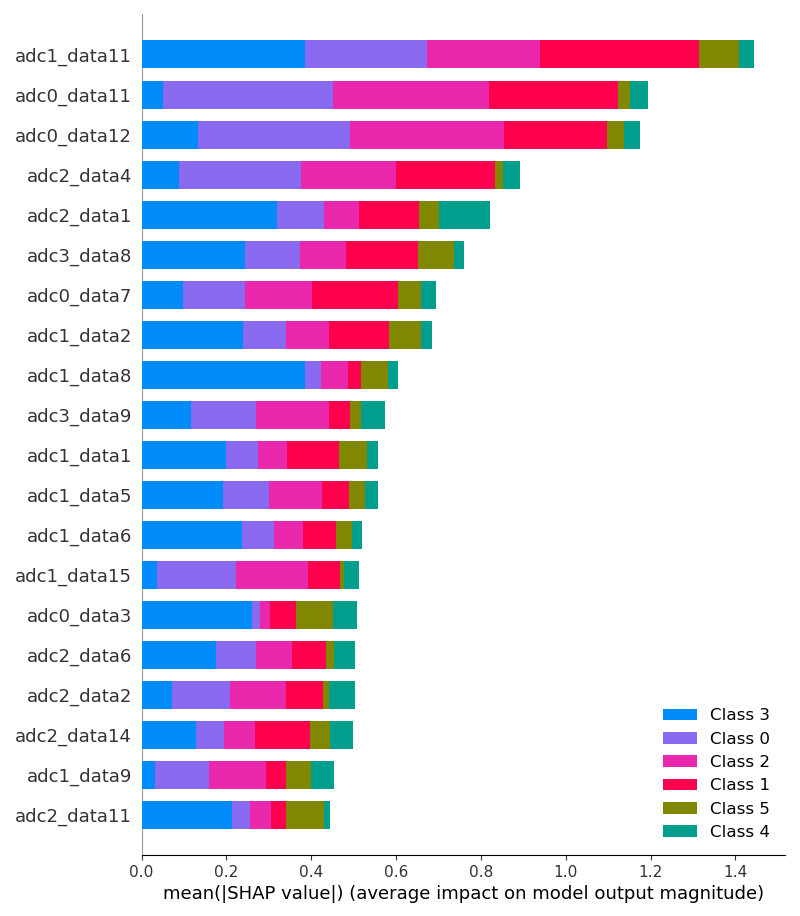 adc1_data11
adc0_data11
adc0_data12
adc2_data4
adc2_data1
adc3_data8
adc0_data7
adc1_data2
adc1_data8
adc3_data9
adc1_data1
adc1_data5
adc1_data6
adc1_data15
adc0_data3
adc2_data6
adc2_data2
adc2_data14
adc1_data9
adc2_data11
Class 3
Class 0
Class 2
Class 1
Class 5
Class 4
0.0 0.2 0.4 0.6 0.8 1.0 1.2 1.4
mean(|SHAP value|) (average impact on model output magnitude)